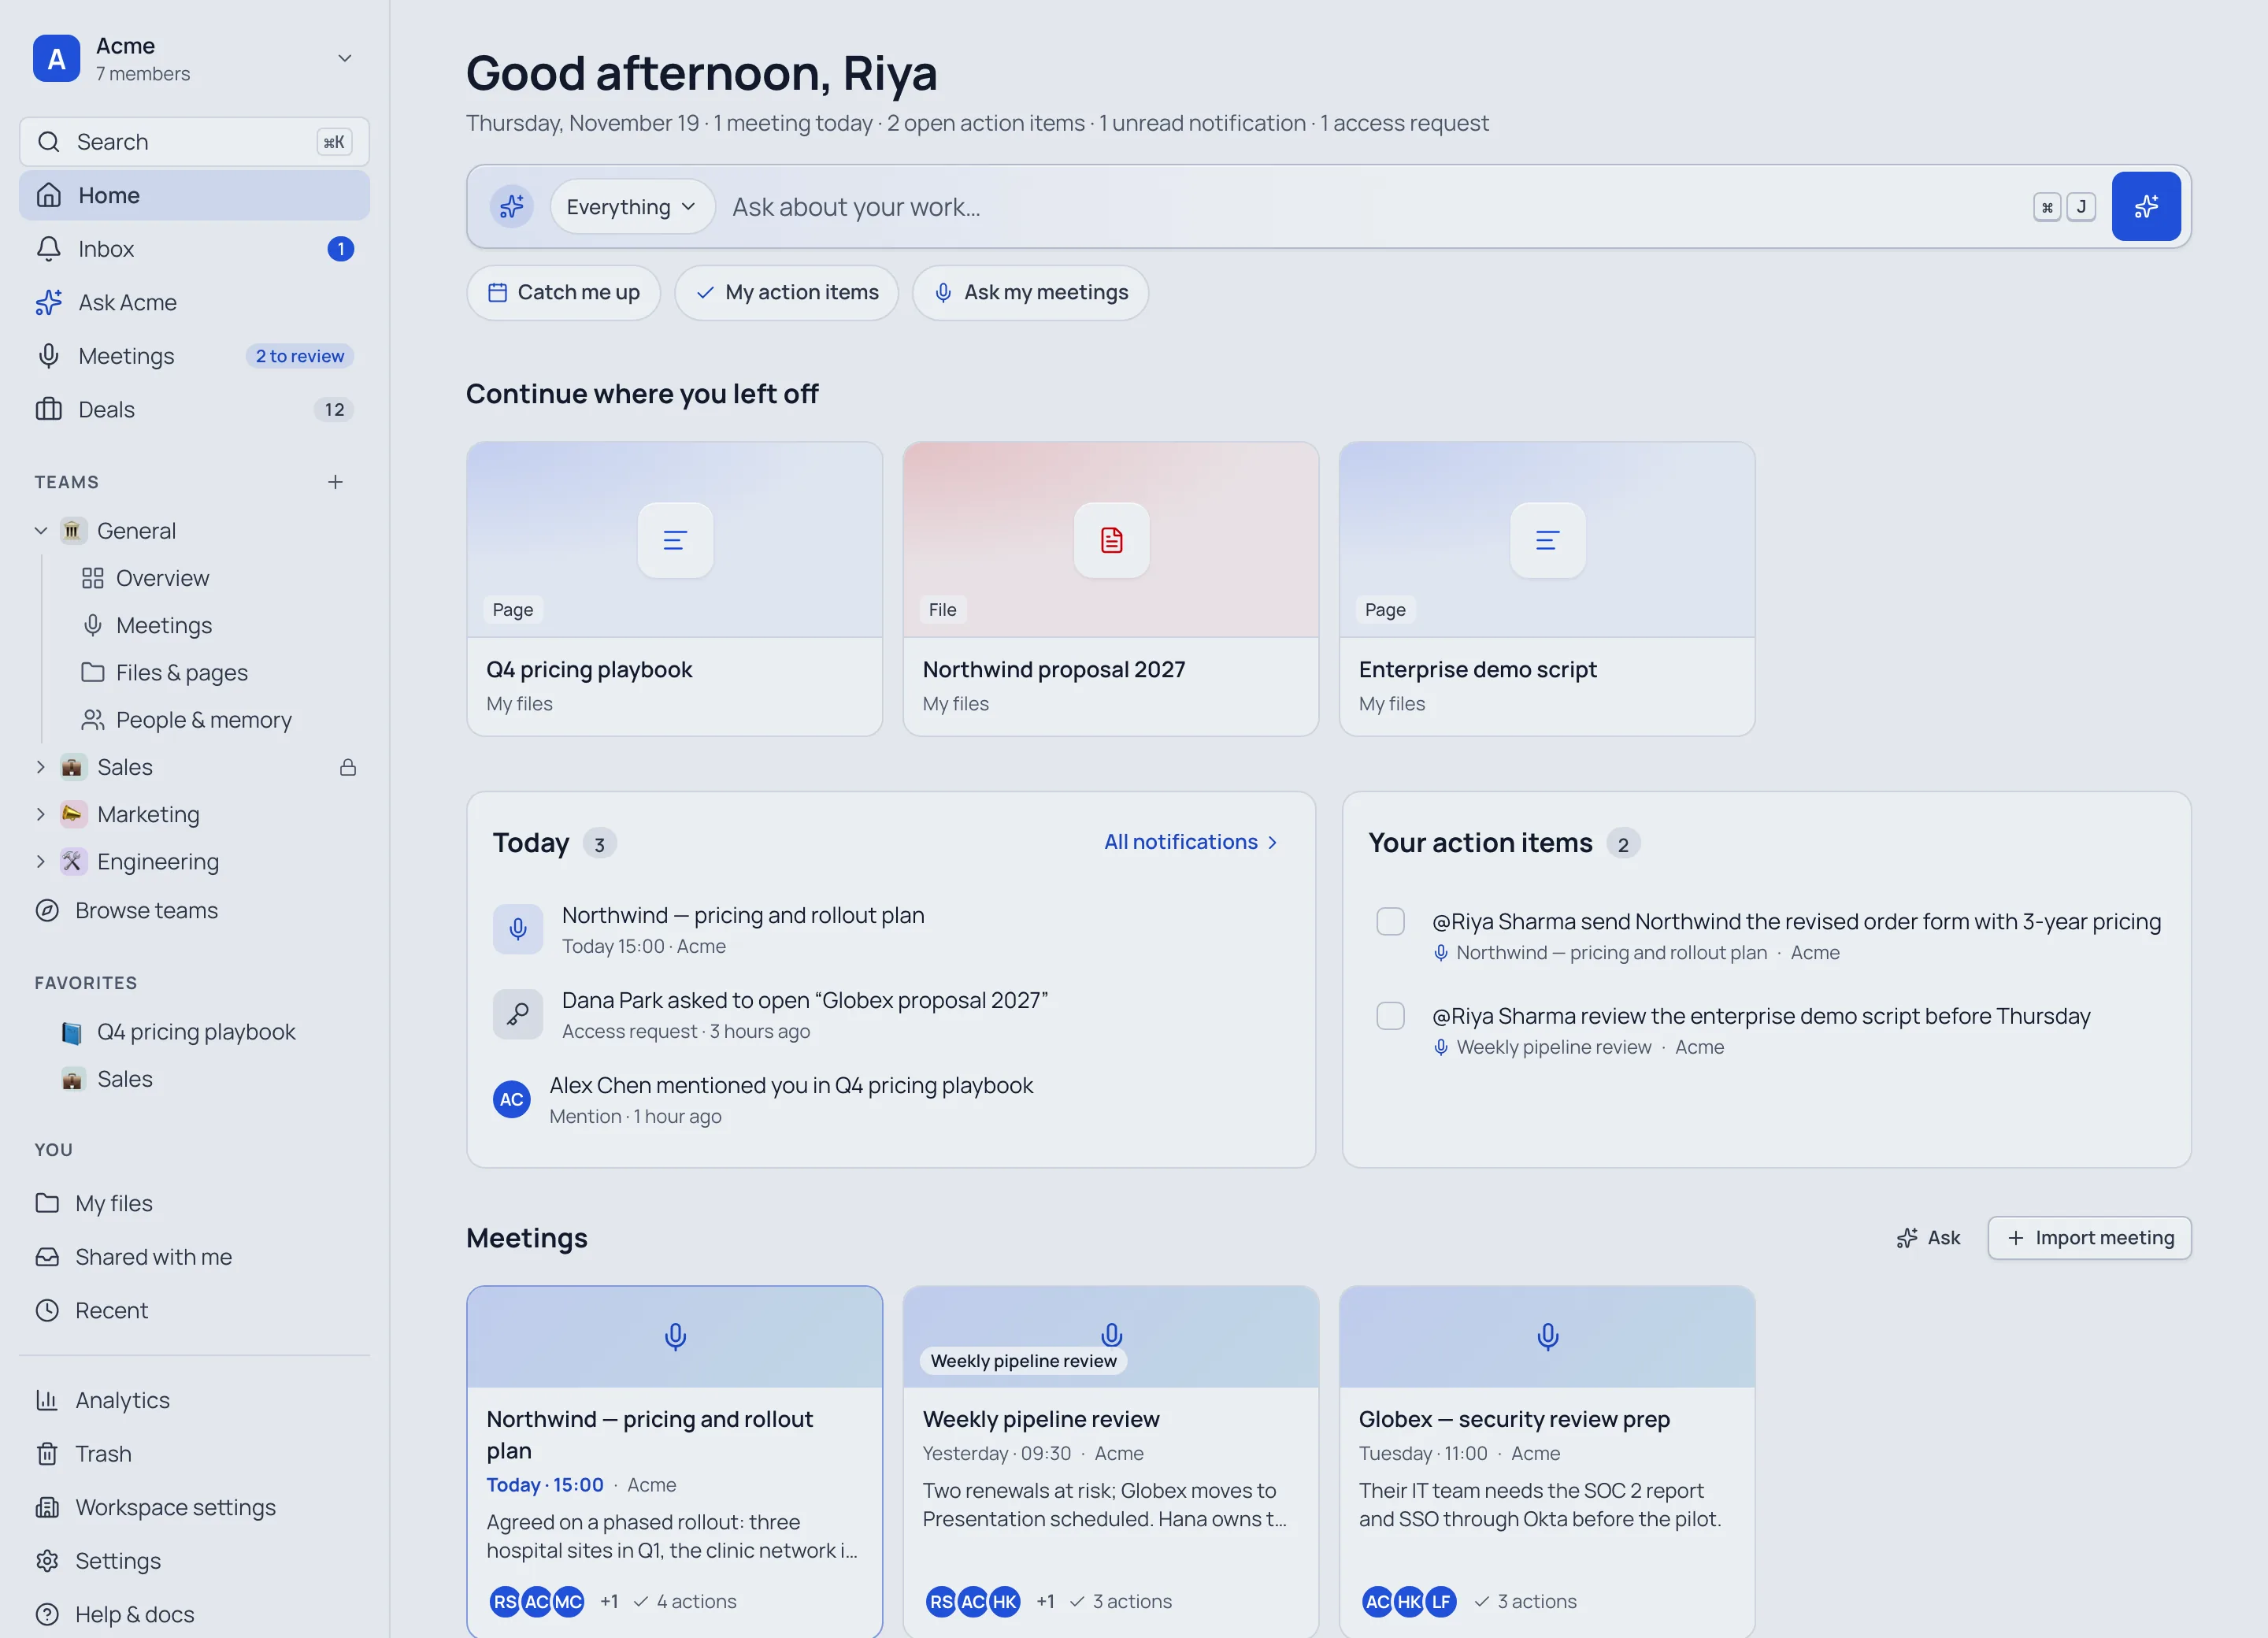 A
Acme
7 members
Search
⌘K
Home
Inbox
1
Ask Acme
Meetings
2 to review
Deals
12
TEAMS
General
Overview
Meetings
Files & pages
People & memory
Sales
Marketing
Engineering
Browse teams
FAVORITES
Q4 pricing playbook
Sales
YOU
My files
Shared with me
Recent
Analytics
Trash
Workspace settings
Settings
Help & docs
Good afternoon, Riya
Thursday, November 19 · 1 meeting today · 2 open action items · 1 unread notification · 1 access request
Everything
Ask about your work...
⌘ J
Catch me up
My action items
Ask my meetings
Continue where you left off
Page
Q4 pricing playbook
My files
File
Northwind proposal 2027
My files
Page
Enterprise demo script
My files
Today 3
All notifications
Northwind — pricing and rollout plan
Today 15:00 · Acme
Dana Park asked to open “Globex proposal 2027”
Access request · 3 hours ago
AC
Alex Chen mentioned you in Q4 pricing playbook
Mention · 1 hour ago
Your action items 2
@Riya Sharma send Northwind the revised order form with 3-year pricing
Northwind — pricing and rollout plan · Acme
@Riya Sharma review the enterprise demo script before Thursday
Weekly pipeline review · Acme
Meetings
Ask
Import meeting
Northwind — pricing and rollout
plan
Today · 15:00 · Acme
Agreed on a phased rollout: three
hospital sites in Q1, the clinic network i...
RS AC MC +1 4 actions
Weekly pipeline review
Weekly pipeline review
Yesterday · 09:30 · Acme
Two renewals at risk; Globex moves to
Presentation scheduled. Hana owns t...
RS AC HK +1 3 actions
Globex — security review prep
Tuesday · 11:00 · Acme
Their IT team needs the SOC 2 report
and SSO through Okta before the pilot.
AC HK LF 3 actions